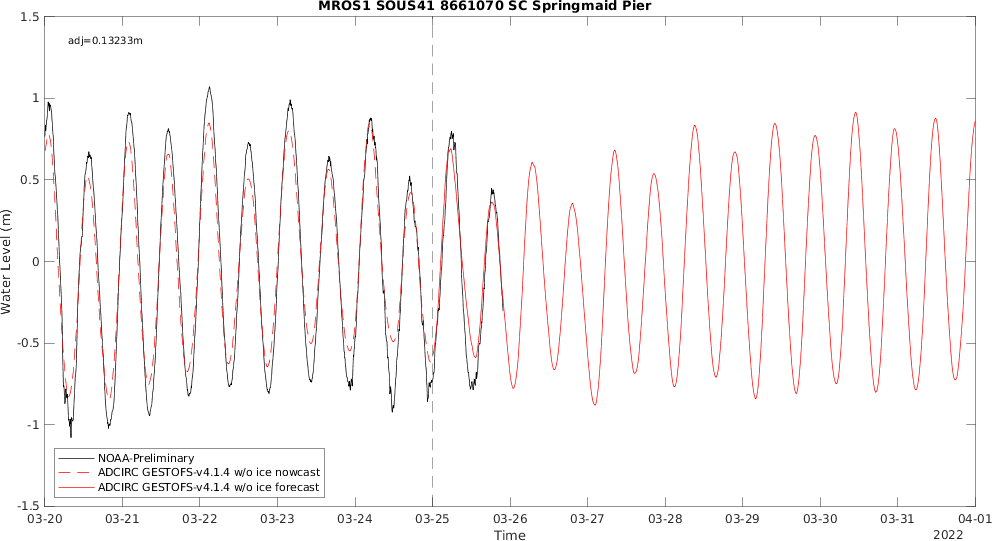 MROS1 SOUS41 8661070 SC Springmaid Pier
1.5
adj=0.13233m
1
0.5
0
Water Level (m)
-0.5
-1
NOAA-Preliminary
ADCIRC GESTOFS-v4.1.4 w/o ice nowcast
ADCIRC GESTOFS-v4.1.4 w/o ice forecast
-1.5
03-20 03-21 03-22 03-23 03-24 03-25 03-26 03-27 03-28 03-29 03-30 03-31 04-01
Time
2022